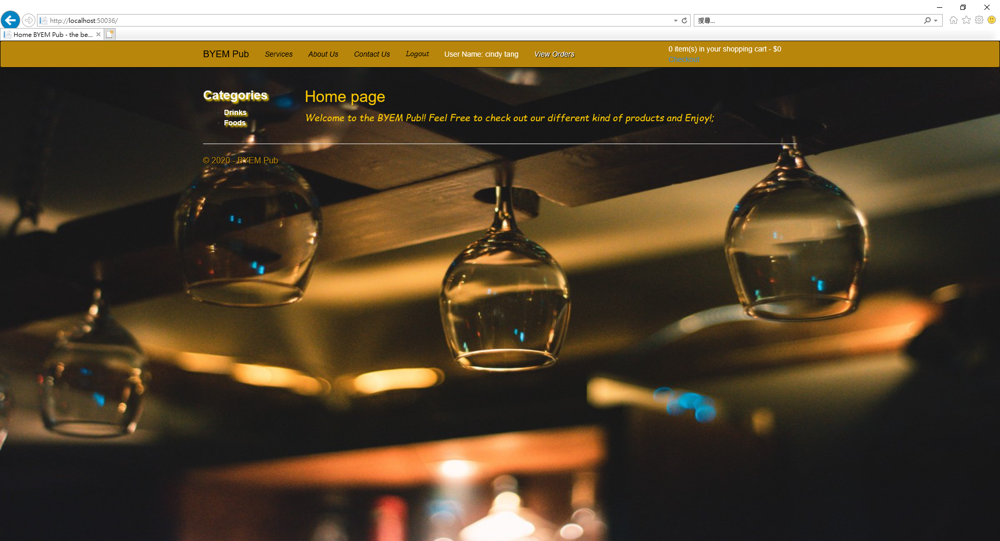 http://localhost:50036/
搜尋...
Home BYEM Pub - the be...
BYEM Pub Services About Us Contact Us Logout User Name: cindy tang View Orders
0 item(s) in your shopping cart - $0
Checkout
Categories
Drinks
Foods
Home page
Welcome to the BYEM Pub!! Feel Free to check out our different kind of products and Enjoy!;
© 2020 - BYEM Pub